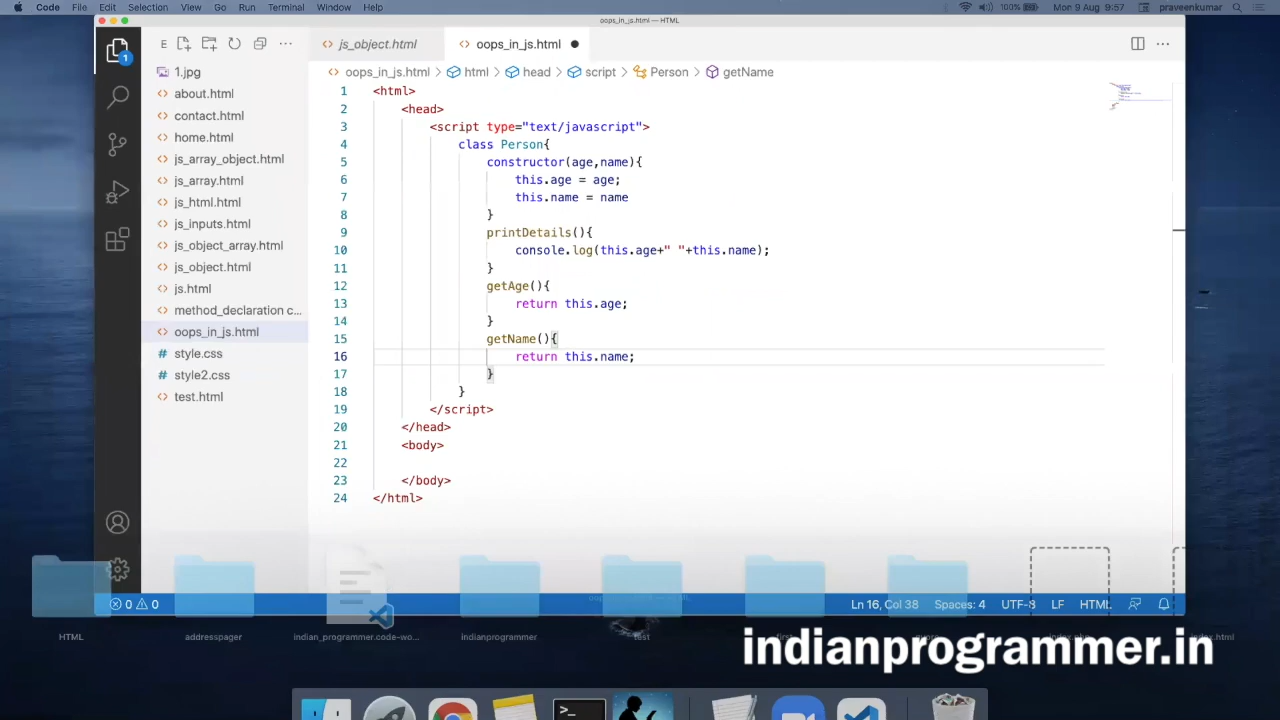 Code File Edit Selection View Go Run Terminal Window Help
100% Mon 9 Aug 9:57 praveenkumar
oops_in_js.html — HTML
E
1
js_object.html
oops_in_js.html
oops_in_js.html > html > head > script > Person > getName
1.jpg
about.html
contact.html
home.html
js_array_object.html
js_array.html
js_html.html
js_inputs.html
js_object_array.html
js_object.html
js.html
method_declaration c...
oops_in_js.html
style.css
style2.css
test.html
1 <html>
2 <head>
3 <script type="text/javascript">
4 class Person{
5 constructor(age,name){
6 this.age = age;
7 this.name = name
8 }
9 printDetails(){
10 console.log(this.age+" "+this.name);
11 }
12 getAge(){
13 return this.age;
14 }
15 getName(){
16 return this.name;
17 }
18 }
19 </script>
20 </head>
21 <body>
22
23 </body>
24 </html>
0 0
Ln 16, Col 38 Spaces: 4 UTF-8 LF HTML
HTML
addresspager
indian_programmer.code-wo...
indianprogrammer
test
index.html
indianprogrammer.in